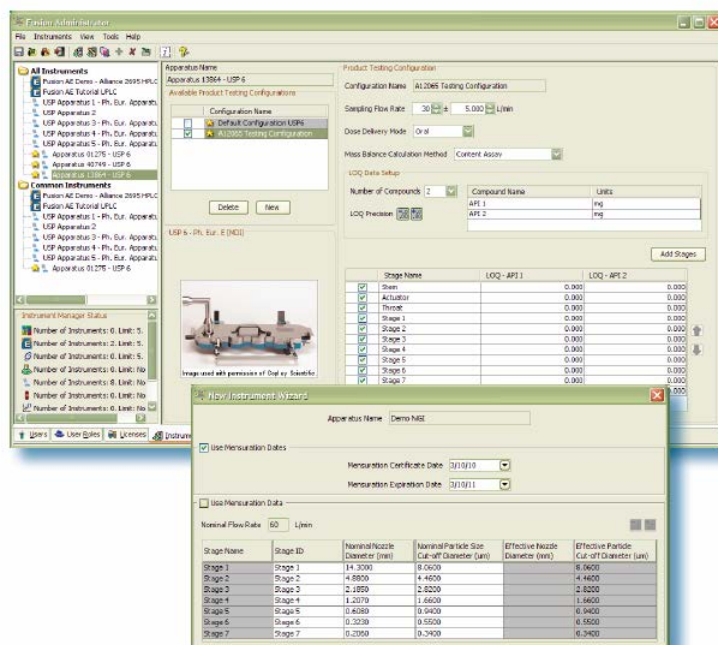 Fusion Administrator
File Instruments View Tools Help
All Instruments
Fusion AE Demo - Alliance 2695 HPLC
Fusion AE Tutorial UPLC
USP Apparatus 1 - Ph. Eur. Apparatu
USP Apparatus 2
USP Apparatus 3 - Ph. Eur. Apparatu
USP Apparatus 4 - Ph. Eur. Apparatu
USP Apparatus 5 - Ph. Eur. Apparatu
Apparatus 01275 - USP 6
Apparatus 40749 - USP 6
Apparatus 13864 - USP 6
Common Instruments
Fusion AE Demo - Alliance 2695 HPLC
Fusion AE Tutorial UPLC
USP Apparatus 1 - Ph. Eur. Apparatu
USP Apparatus 2
USP Apparatus 3 - Ph. Eur. Apparatu
USP Apparatus 4 - Ph. Eur. Apparatu
USP Apparatus 5 - Ph. Eur. Apparatu
Apparatus 01275 - USP 6
Instrument Manager Status
Number of Instruments: 0. Limit: 5.
Number of Instruments: 2. Limit: 5.
Number of Instruments: 0. Limit: 5.
Number of Instruments: 0. Limit: No
Number of Instruments: 8. Limit: No
Number of Instruments: 0. Limit: No
Number of Instruments: 0. Limit: No
Users User Roles Licenses Instrum
Apparatus Name
Apparatus 13864 - USP 6
Available Product Testing Configurations
Configuration Name
Default Configuration USP6
A12065 Testing Configuration
Delete New
USP 6 - Ph. Eur. E [NGI]
Image used with permission of Copley Scientific
Product Testing Configuration
Configuration Name A12065 Testing Configuration
Sampling Flow Rate 30 ± 5.000 L/min
Dose Delivery Mode Oral
Mass Balance Calculation Method Content Assay
LOQ Data Setup
Number of Compounds 2
LOQ Precision
Compound Name Units
API 1 mg
API 2 mg
Add Stages
Stage Name LOQ - API 1 LOQ - API 2
Stem 0.000 0.000
Actuator 0.000 0.000
Throat 0.000 0.000
Stage 1 0.000 0.000
Stage 2 0.000 0.000
Stage 3 0.000 0.000
Stage 4 0.000 0.000
Stage 5 0.000 0.000
Stage 6 0.000 0.000
Stage 7 0.000 0.000
0.000
New Instrument Wizard
Apparatus Name Demo NGI
Use Mensuration Dates
Mensuration Certificate Date 3/10/10
Mensuration Expiration Date 3/10/11
Use Mensuration Data
Nominal Flow Rate 60 L/min
Stage Name Stage ID Nominal Nozzle Diameter (mm) Nominal Particle Size Cut-off Diameter (um) Effective Nozzle Diameter (mm) Effective Particle Cut-off Diameter (um)
Stage 1 Stage 1 14.3000 8.0600 8.0600
Stage 2 Stage 2 4.8800 4.4600 4.4600
Stage 3 Stage 3 2.1850 2.8200 2.8200
Stage 4 Stage 4 1.2070 1.6600 1.6600
Stage 5 Stage 5 0.6080 0.9400 0.9400
Stage 6 Stage 6 0.3230 0.5500 0.5500
Stage 7 Stage 7 0.2060 0.3400 0.3400